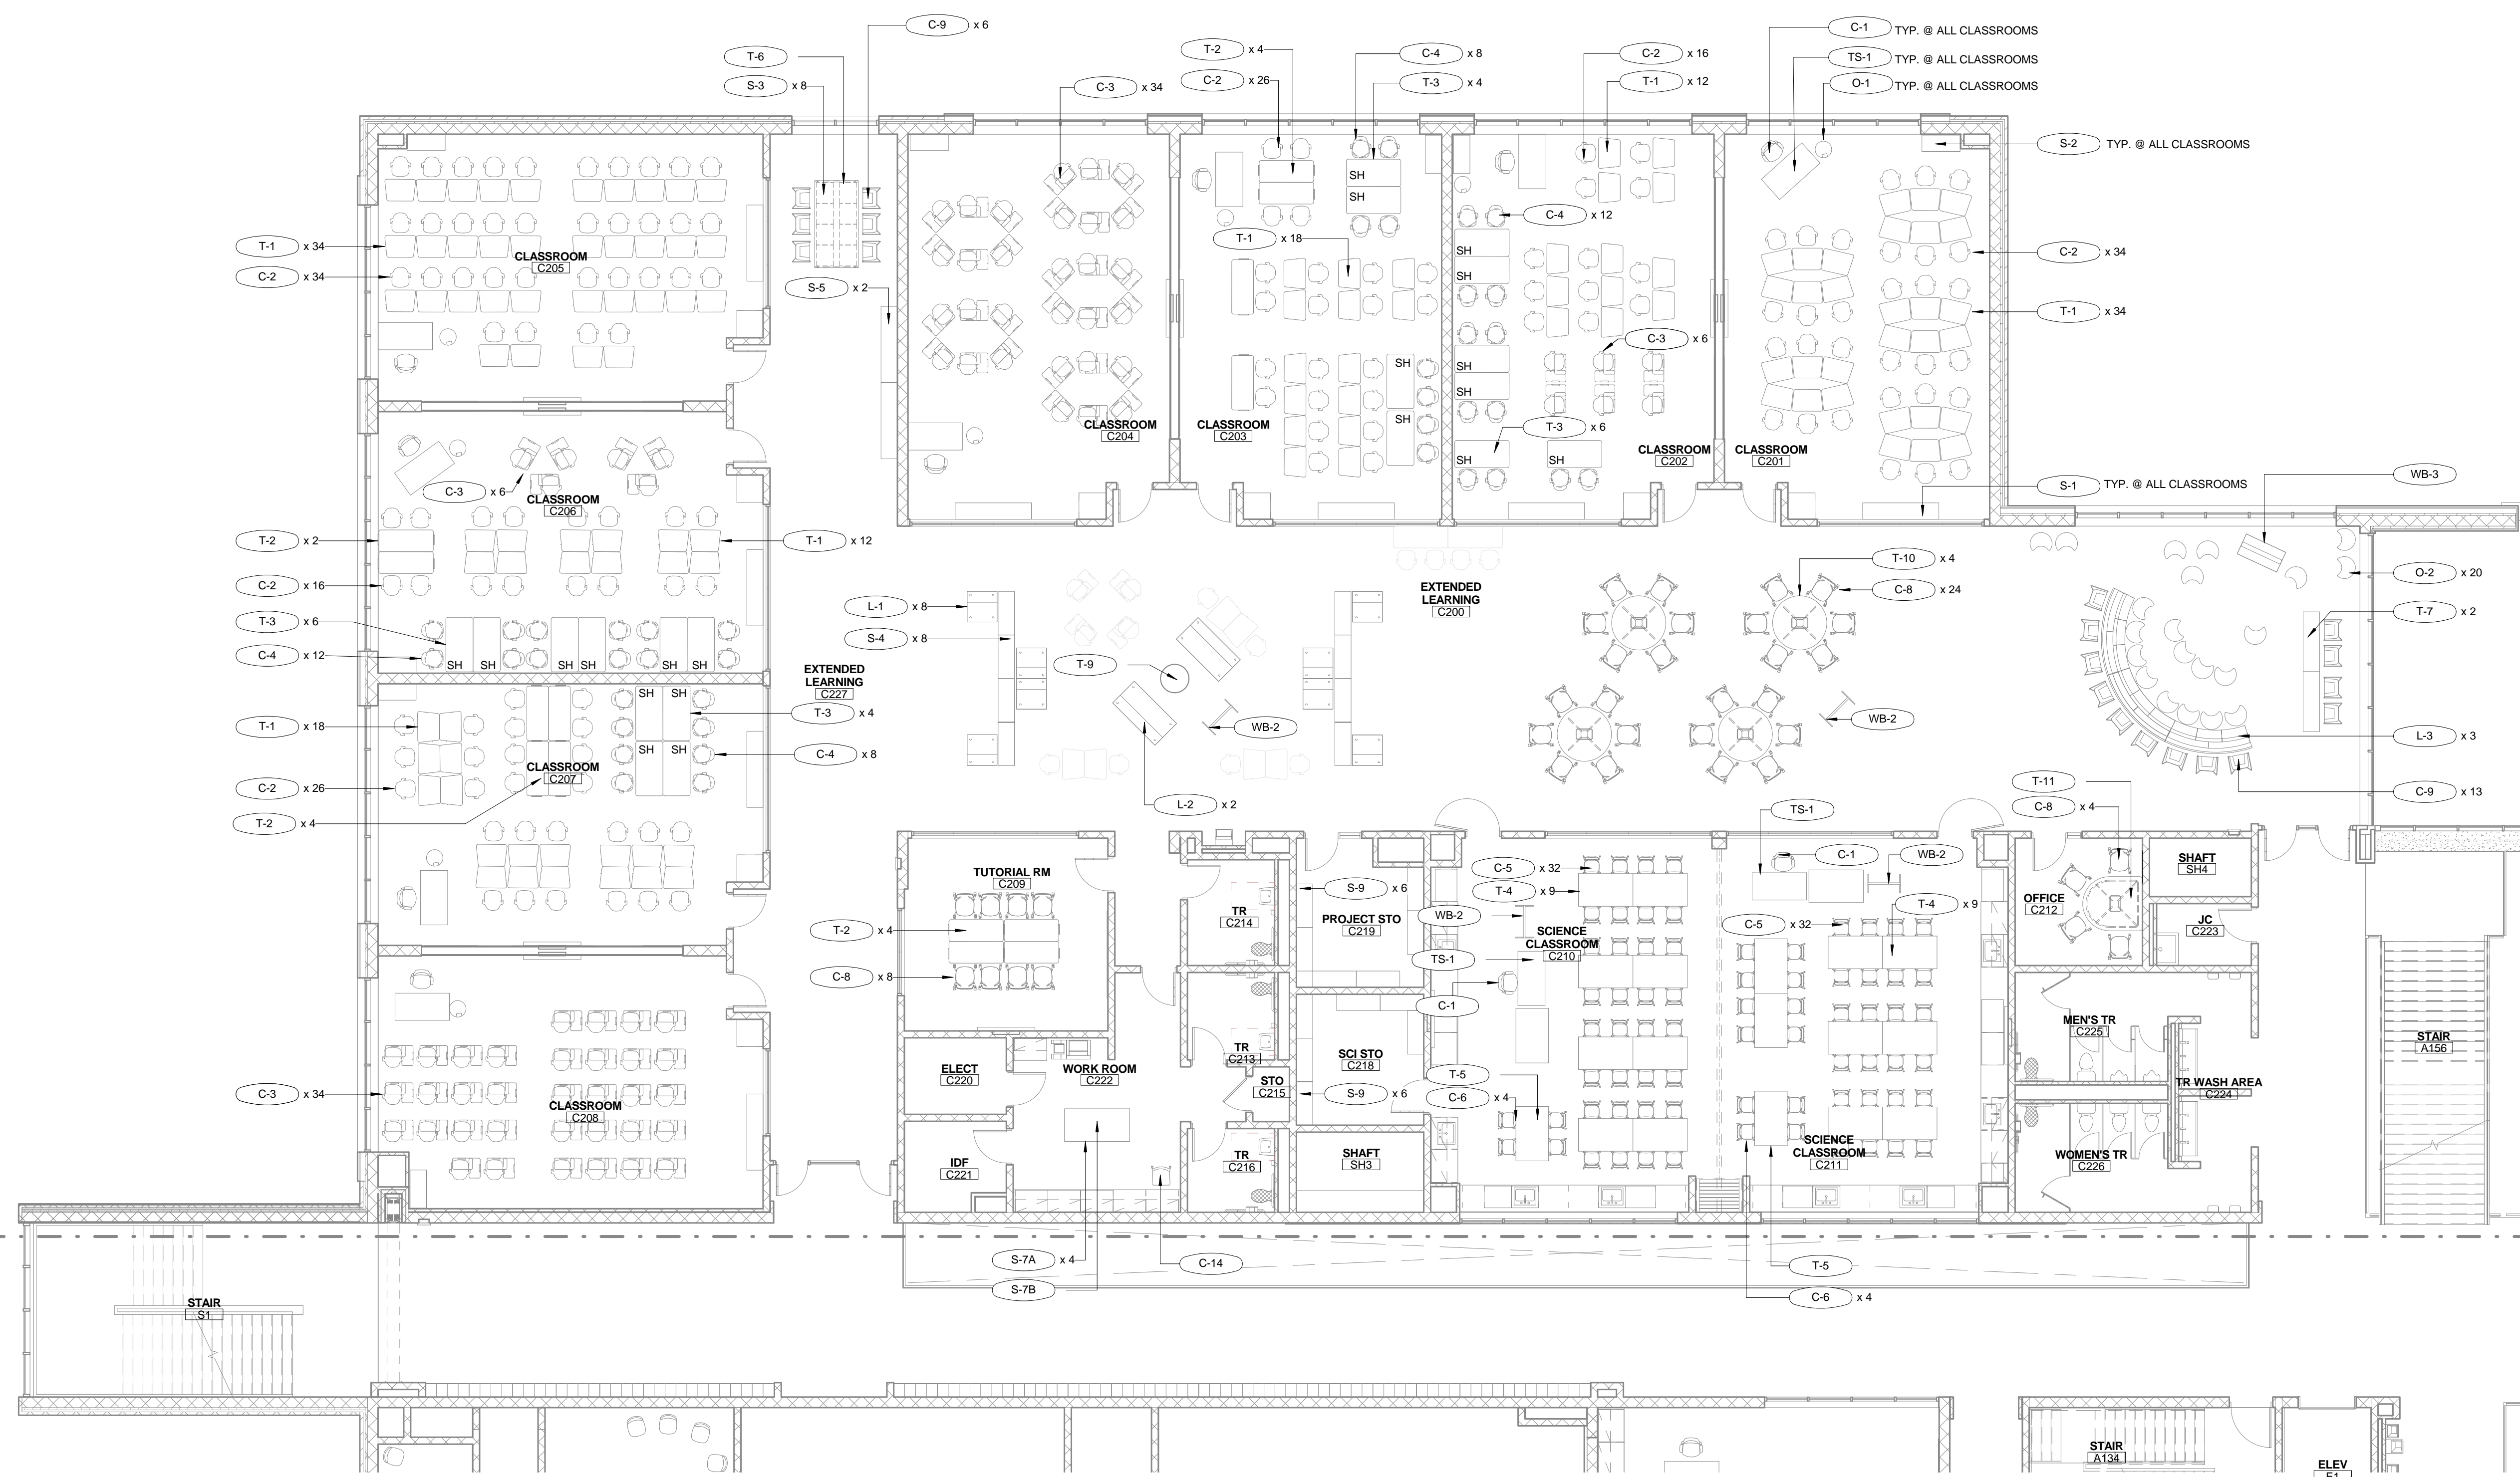 C-9 x 6
C-1 TYP. @ ALL CLASSROOMS
T-6
T-2 x 4
C-4 x 8
C-2 x 16
TS-1 TYP. @ ALL CLASSROOMS
S-3 x 8
C-3 x 34
C-2 x 26
T-3 x 4
T-1 x 12
O-1 TYP. @ ALL CLASSROOMS
S-2 TYP. @ ALL CLASSROOMS
SH
SH
C-4 x 12
T-1 x 34
C-2 x 34
CLASSROOM
C205
S-5 x 2
T-1 x 18
SH
SH
C-2 x 34
T-1 x 34
C-3 x 6
SH
SH
SH
SH
CLASSROOM
C204
CLASSROOM
C203
T-3 x 6
SH
SH
CLASSROOM
C202
CLASSROOM
C201
C-3 x 6
CLASSROOM
C206
S-1 TYP. @ ALL CLASSROOMS
WB-3
T-2 x 2
T-1 x 12
C-2 x 16
T-3 x 6
C-4 x 12
SH
SH
SH
SH
SH
SH
L-1 x 8
S-4 x 8
EXTENDED
LEARNING
C200
T-10 x 4
C-8 x 24
O-2 x 20
T-7 x 2
EXTENDED
LEARNING
C227
T-9
WB-2
WB-2
L-3 x 3
C-9 x 13
SH
SH
T-3 x 4
T-1 x 18
SH
SH
C-4 x 8
CLASSROOM
C207
C-2 x 26
T-2 x 4
L-2 x 2
TS-1
T-11
C-8 x 4
TUTORIAL RM
C209
C-5 x 32
T-4 x 9
C-1
WB-2
SHAFT
SH4
S-9 x 6
TR
C214
PROJECT STO
C219
WB-2
T-4 x 9
OFFICE
C212
JC
C223
T-2 x 4
C-5 x 32
SCIENCE
CLASSROOM
C210
TS-1
C-8 x 8
C-1
MEN'S TR
C225
STAIR
A156
TR
C213
SCI STO
C218
ELECT
C220
WORK ROOM
C222
STO
C215
T-5
C-6 x 4
S-9 x 6
TR WASH AREA
C224
C-3 x 34
CLASSROOM
C208
SCIENCE
CLASSROOM
C211
WOMEN'S TR
C226
IDF
C221
TR
C216
SHAFT
SH3
S-7A x 4
S-7B
C-14
T-5
C-6 x 4
STAIR
S1
STAIR
A134
ELEV
E1